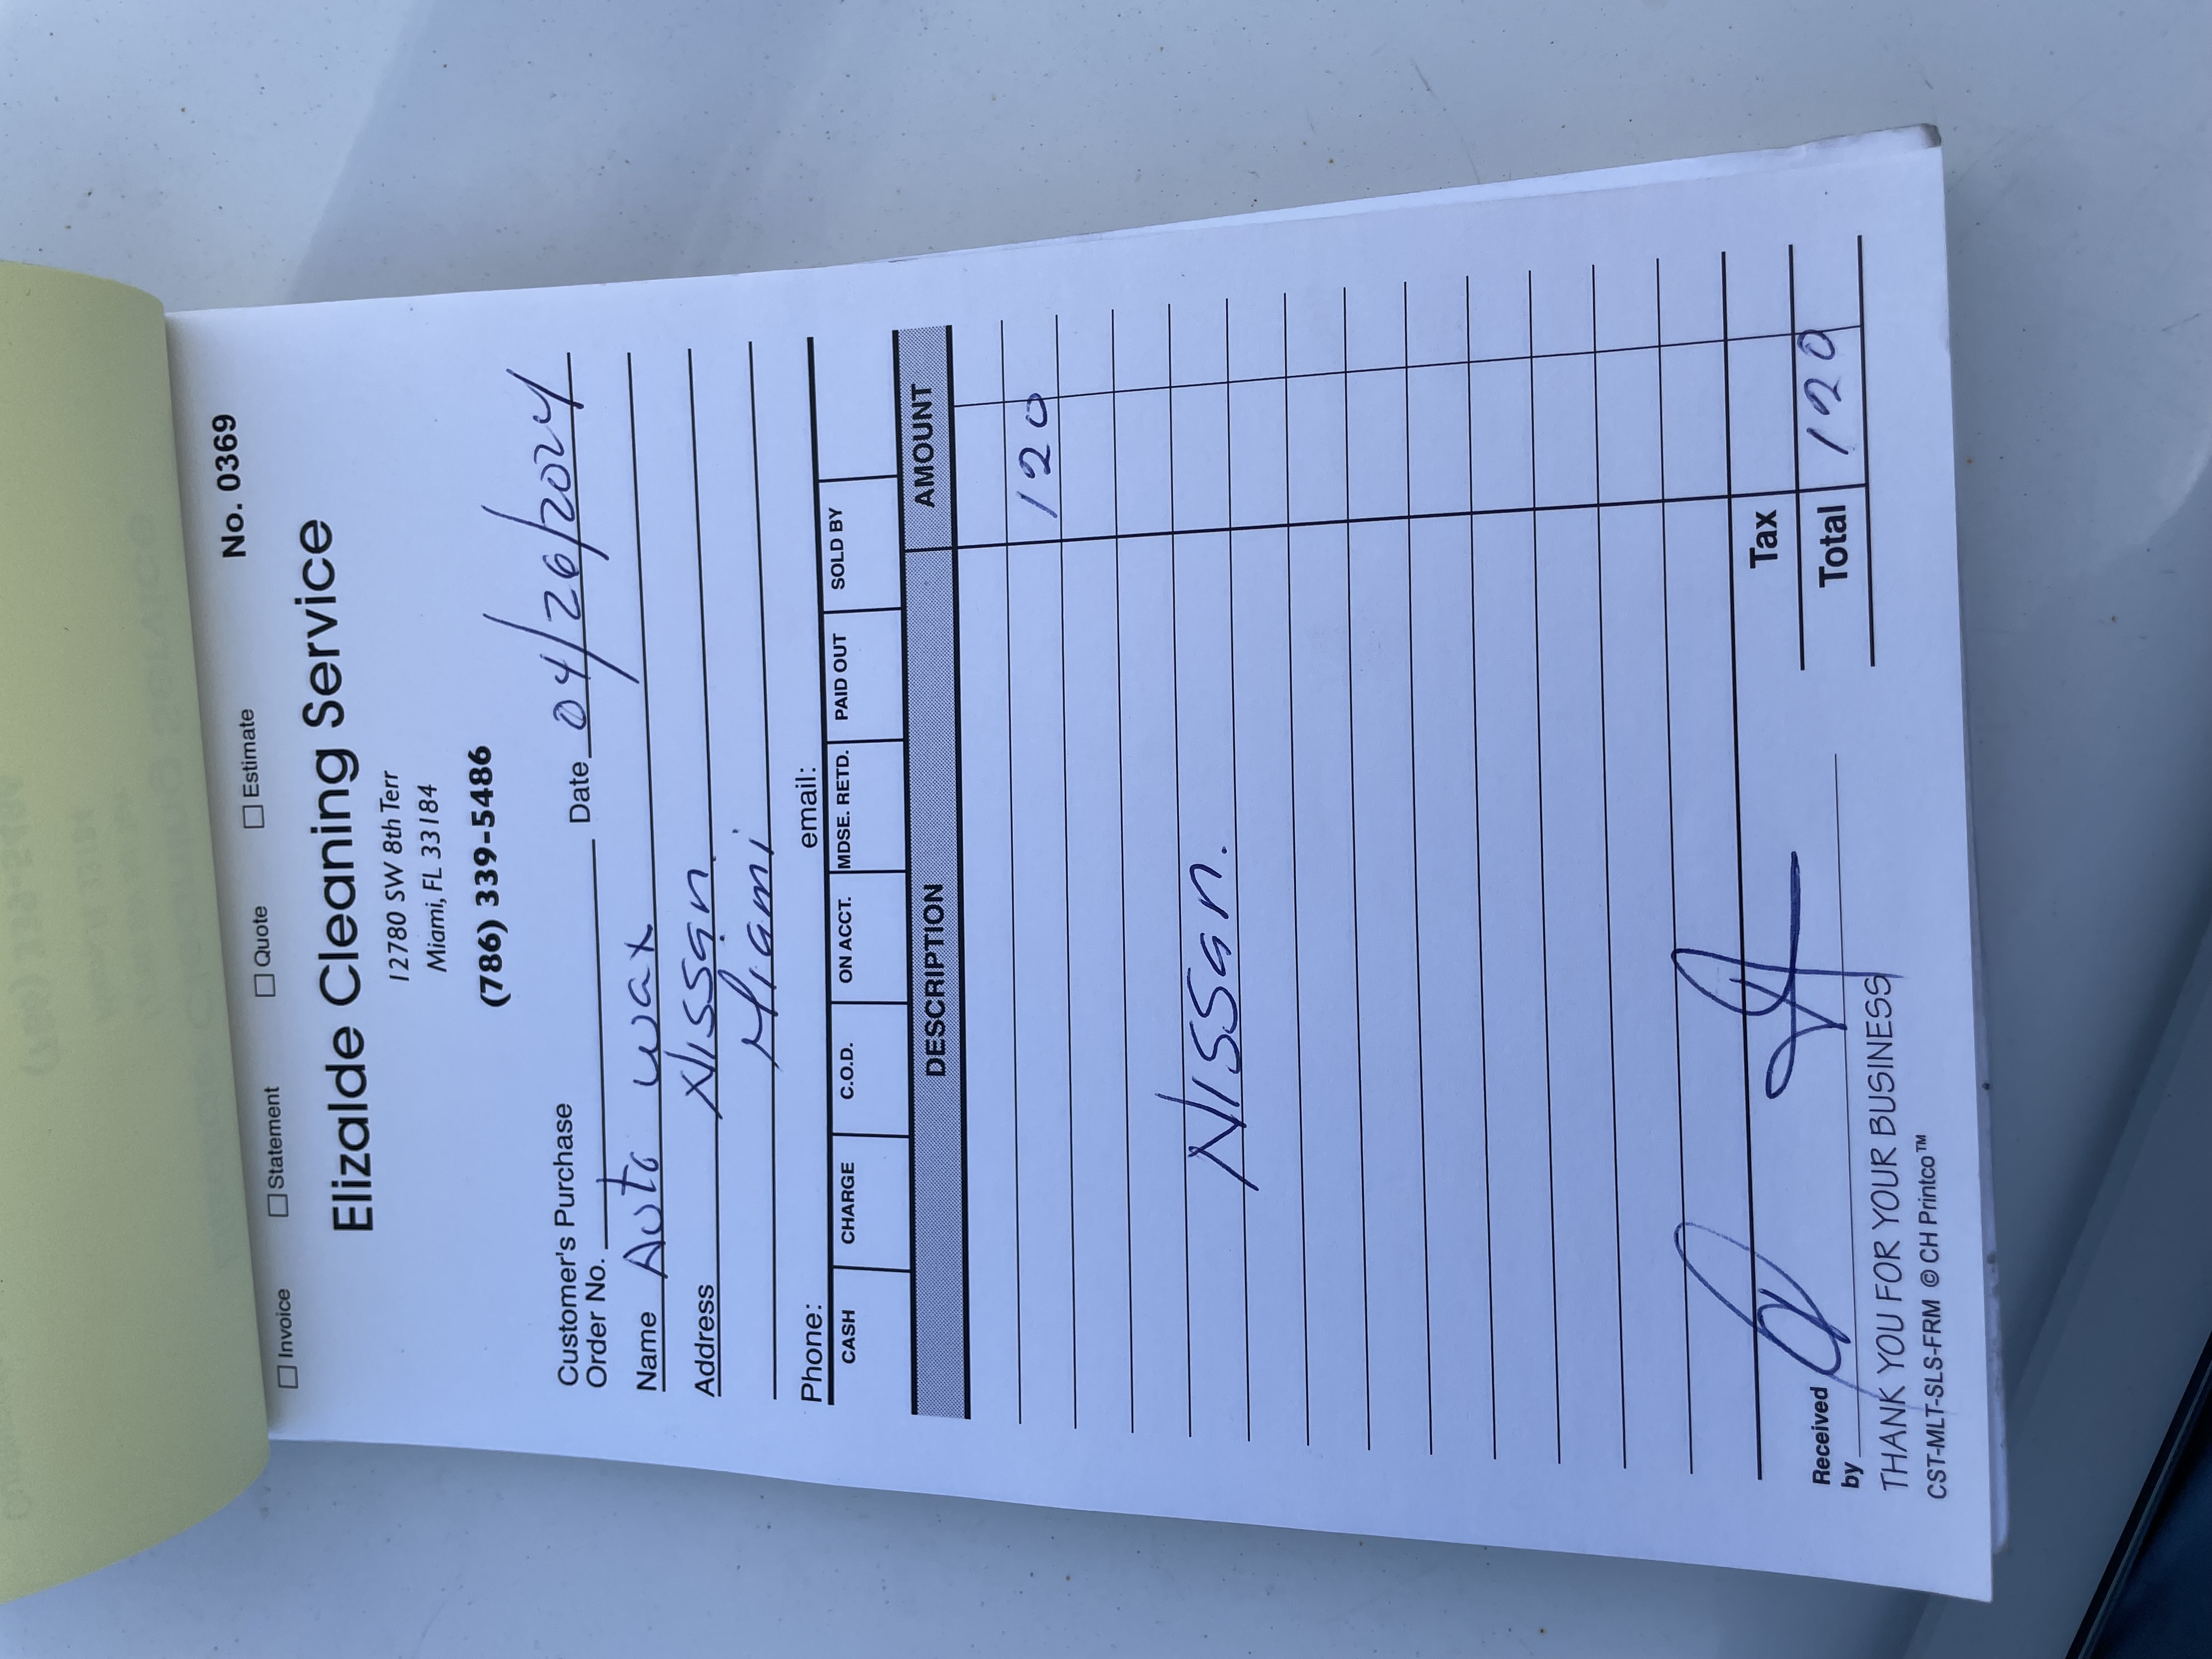 No. 0369
☐ Invoice ☐ Statement ☐ Quote ☐ Estimate
Elizalde Cleaning Service
12780 SW 8th Terr
Miami, FL 33184
(786) 339-5486
Customer's Purchase
Order No. Date 04/26/2024
Name Auto wax
Address Nissan
Miami
Phone: email:
CASH CHARGE C.O.D. ON ACCT. MDSE. RETD. PAID OUT SOLD BY
DESCRIPTION AMOUNT
120
Nissan.
Tax
Received
by Total 120
THANK YOU FOR YOUR BUSINESS
CST-MLT-SLS-FRM © CH Printco™